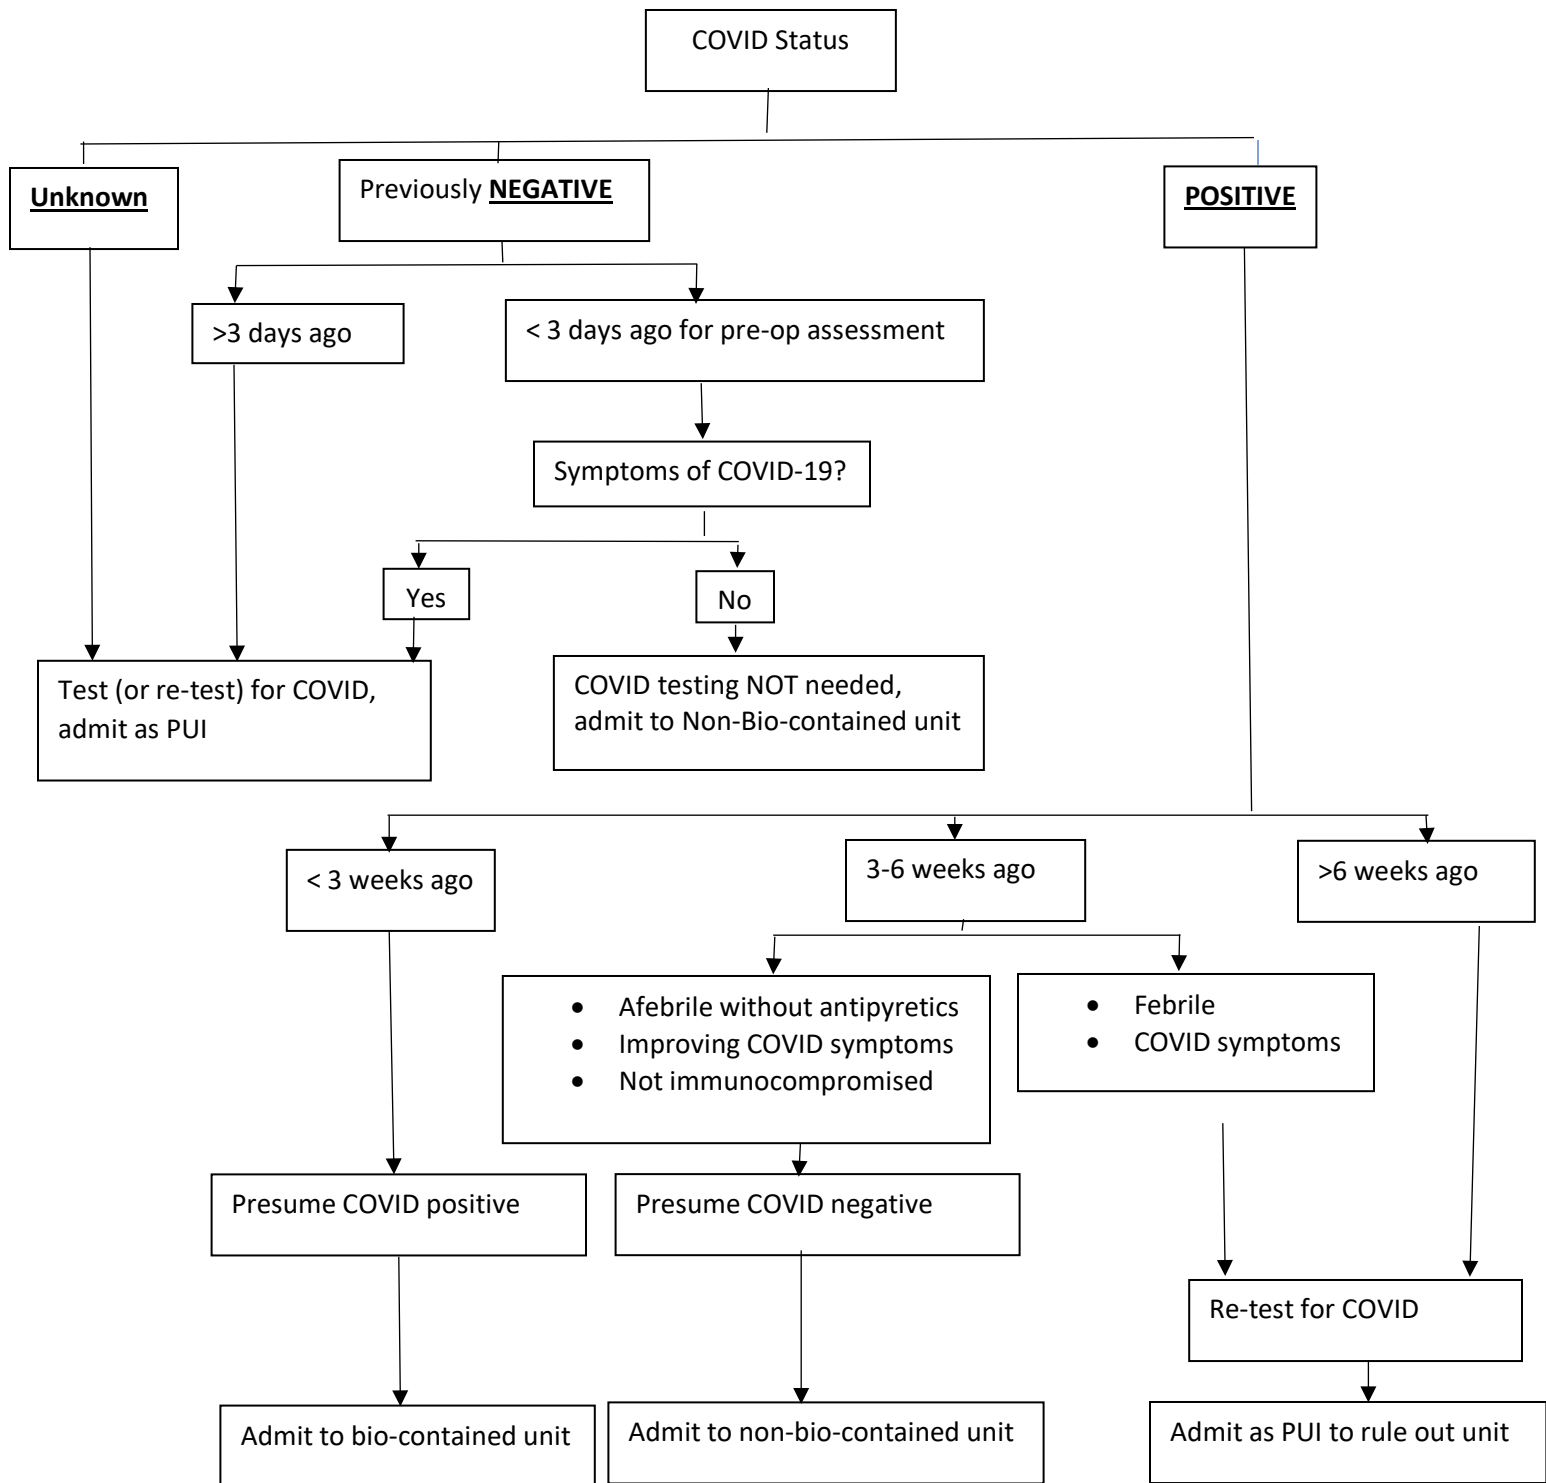 COVID Status
Unknown
Previously NEGATIVE
POSITIVE
>3 days ago
< 3 days ago for pre-op assessment
Symptoms of COVID-19?
Yes
No
Test (or re-test) for COVID,
admit as PUI
COVID testing NOT needed,
admit to Non-Bio-contained unit
< 3 weeks ago
3-6 weeks ago
>6 weeks ago
• Afebrile without antipyretics
• Improving COVID symptoms
• Not immunocompromised
• Febrile
• COVID symptoms
Presume COVID positive
Presume COVID negative
Re-test for COVID
Admit to bio-contained unit
Admit to non-bio-contained unit
Admit as PUI to rule out unit